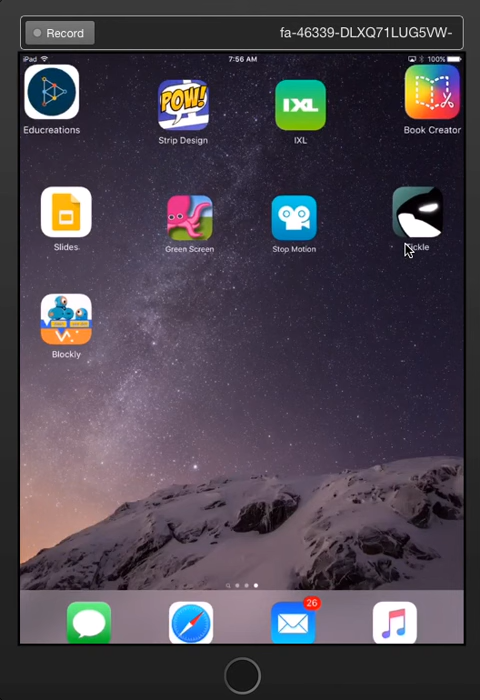 Record
fa-46339-DLXQ71LUG5VW-
iPad
7:56 AM
100%
POW!
IXL
Educreations
Strip Design
IXL
Book Creator
Slides
Green Screen
Stop Motion
Blockly
26